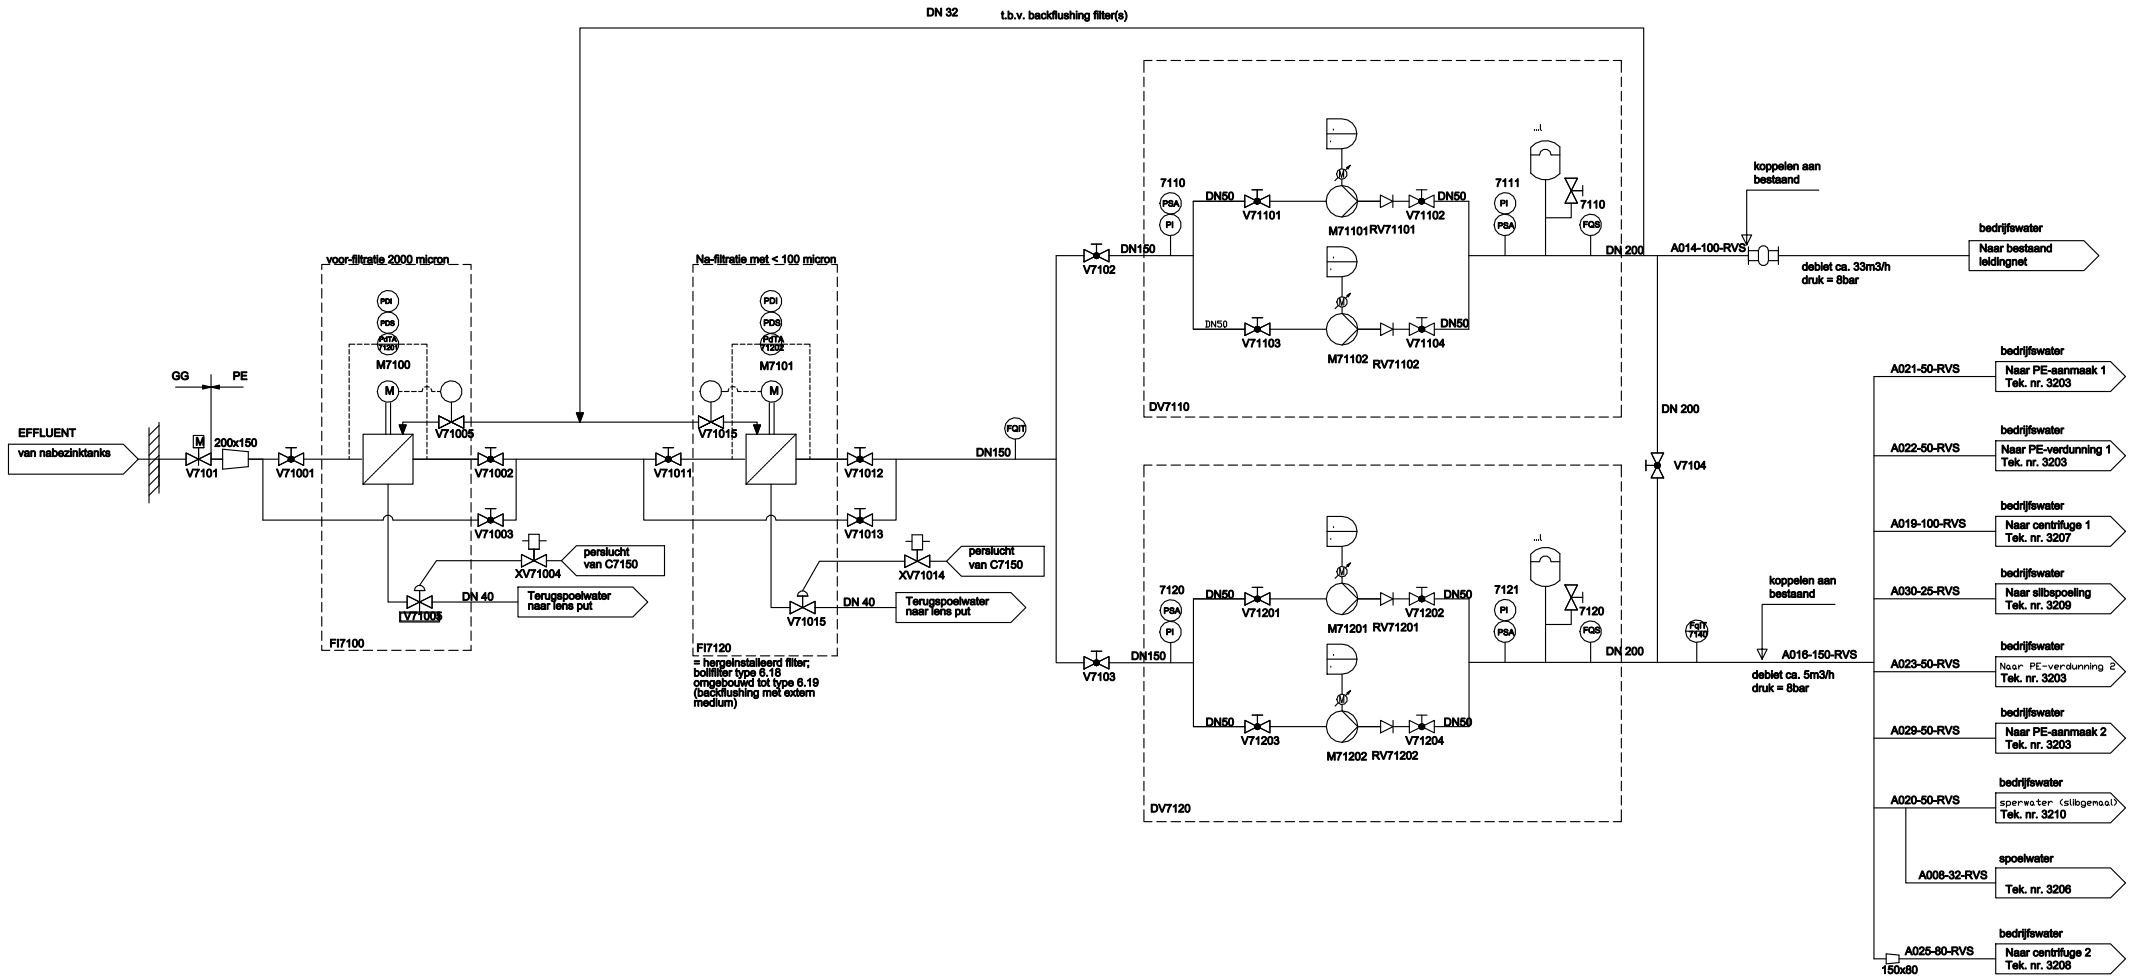 DN 32
t.b.v. backflushing filter(s)
EFFLUENT
van nabezinktanks
GG
PE
M
V7101
200x150
V71001
voor-filtratie 2000 micron
PDI
PDS
PdTA
71201
M7100
M
V71005
V71002
V71003
XV71004
perslucht
van C7150
DN 40
Terugspoelwater
naar lens put
V71005
FI7100
Na-filtratie met < 100 micron
PDI
PDS
PdTA
71202
M7101
M
V71015
V71011
V71012
V71013
XV71014
perslucht
van C7150
DN 40
Terugspoelwater
naar lens put
V71015
FI7120
= hergeinstalleerd filter;
bollfilter type 6.18
omgebouwd tot type 6.19
(backflushing met extern
medium)
DN150
FQIT
V7102
DN150
7110
PSA
PI
DN50
V71101
M
M71101
RV71101
V71102
DN50
DN50
V71103
M
M71102
RV71102
V71104
DN50
7111
PI
PSA
...l
7110
FQS
DN 200
DV7110
V7103
DN150
7120
PSA
PI
DN50
V71201
M
M71201
RV71201
V71202
DN50
DN50
V71203
M
M71202
RV71202
V71204
DN50
7121
PI
PSA
...l
7120
FQS
DN 200
DV7120
DN 200
V7104
koppelen aan
bestaand
A014-100-RVS
debiet ca. 33m3/h
druk = 8bar
bedrijfswater
Naar bestaand
leidingnet
FqIT
7140
koppelen aan
bestaand
A016-150-RVS
debiet ca. 5m3/h
druk = 8bar
bedrijfswater
A021-50-RVS
Naar PE-aanmaak 1
Tek. nr. 3203
bedrijfswater
A022-50-RVS
Naar PE-verdunning 1
Tek. nr. 3203
bedrijfswater
A019-100-RVS
Naar centrifuge 1
Tek. nr. 3207
bedrijfswater
A030-25-RVS
Naar slibspoeling
Tek. nr. 3209
bedrijfswater
A023-50-RVS
Naar PE-verdunning 2
Tek. nr. 3203
bedrijfswater
A029-50-RVS
Naar PE-aanmaak 2
Tek. nr. 3203
bedrijfswater
A020-50-RVS
sperwater (slibgemaal)
Tek. nr. 3210
spoelwater
A008-32-RVS
Tek. nr. 3206
bedrijfswater
A025-80-RVS
Naar centrifuge 2
Tek. nr. 3208
150x80